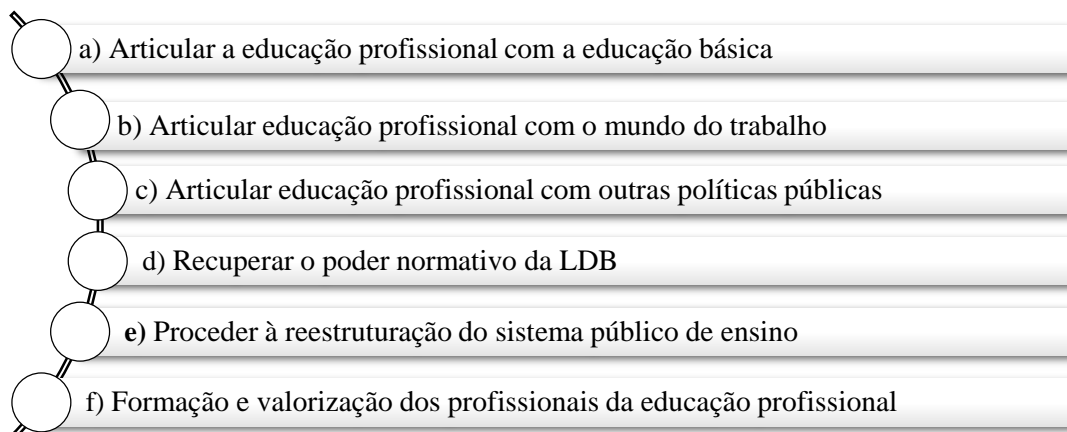 a) Articular a educação profissional com a educação básica
b) Articular educação profissional com o mundo do trabalho
c) Articular educação profissional com outras políticas públicas
d) Recuperar o poder normativo da LDB
e) Proceder à reestruturação do sistema público de ensino
f) Formação e valorização dos profissionais da educação profissional